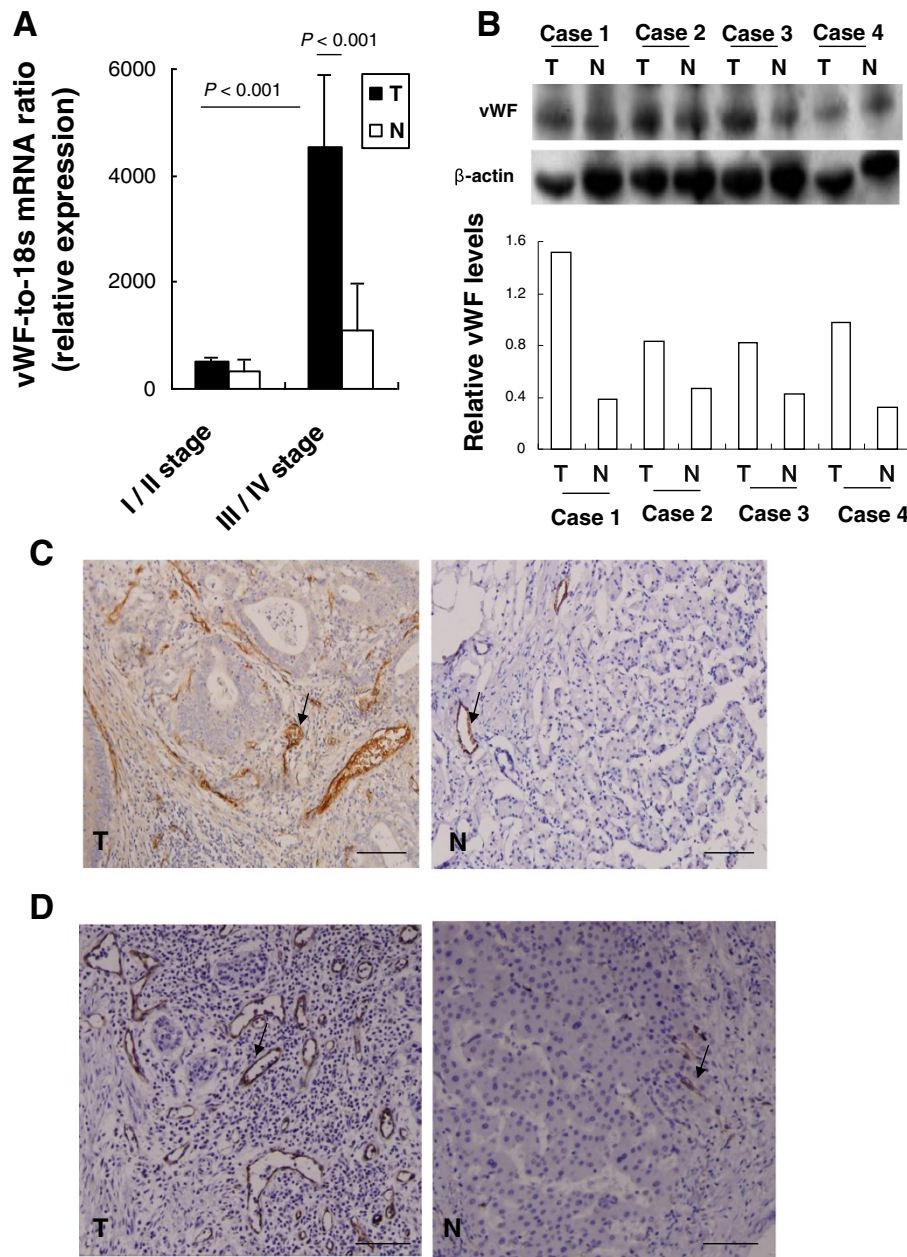 A
vWF-to-18s mRNA ratio
(relative expression)
6000
4000
2000
0
P < 0.001
P < 0.001
T
N
I / II stage
III / IV stage
B
Case 1 Case 2 Case 3 Case 4
T N T N T N T N
vWF
β-actin
Relative vWF levels
1.6
1.2
0.8
0.4
0
T N T N T N T N
Case 1 Case 2 Case 3 Case 4
C
T
N
D
T
N